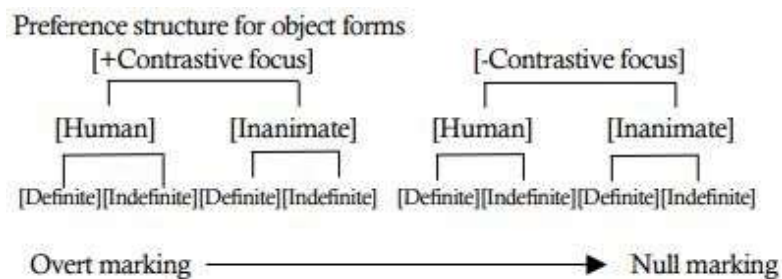 Preference structure for object forms
[+Contrastive focus] [-Contrastive focus]
[Human] [Inanimate] [Human] [Inanimate]
[Definite][Indefinite][Definite][Indefinite] [Definite][Indefinite][Definite][Indefinite]
Overt marking Null marking